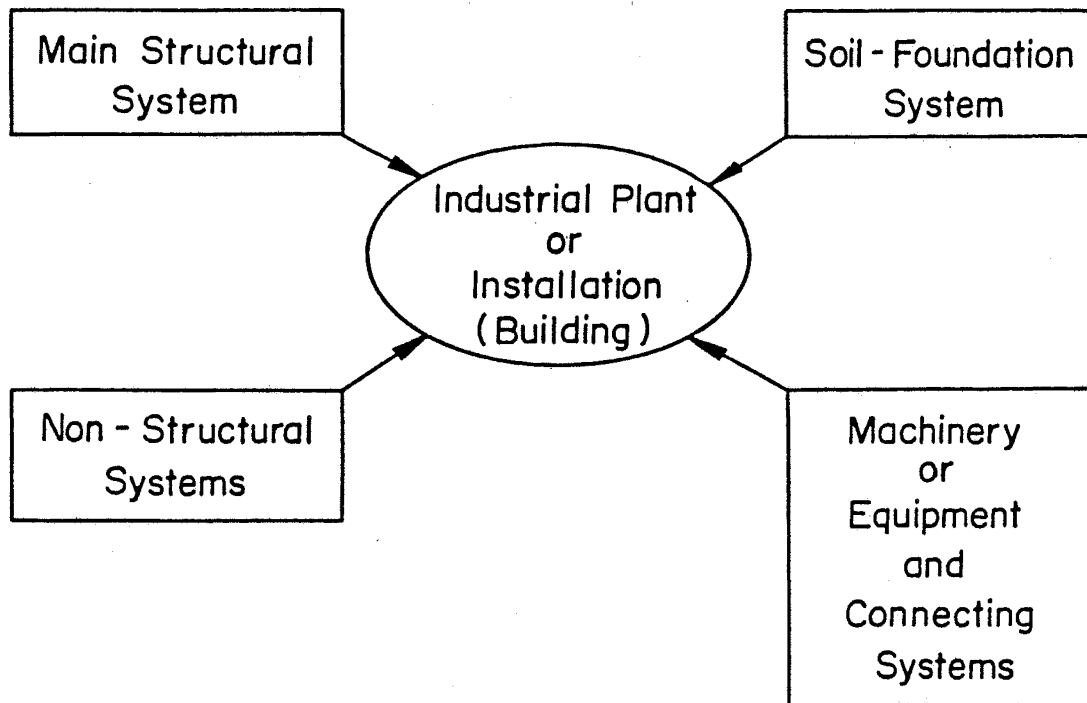 Main Structural
System
Soil-Foundation
System
Industrial Plant
or
Installation
(Building)
Non-Structural
Systems
Machinery
or
Equipment
and
Connecting
Systems